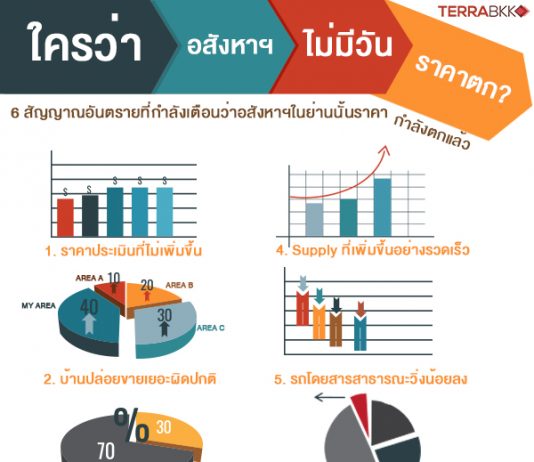 TERRABKK
ใครว่า
อสังหาฯ
ไม่มีวัน
ราคาตก?
6 สัญญาณอันตรายที่กำลังเตือนว่าอสังหาฯในย่านนั้นราคา
กำลังตกแล้ว
$ $ $ $ $
1. ราคาประเมินที่ไม่เพิ่มขึ้น
4. Supply ที่เพิ่มขึ้นอย่างรวดเร็ว
AREA A
10
20
AREA B
MY AREA
40
30
AREA C
2. บ้านปล่อยขายเยอะผิดปกติ
5. รถโดยสารสาธารณะวิ่งน้อยลง
%
30
70